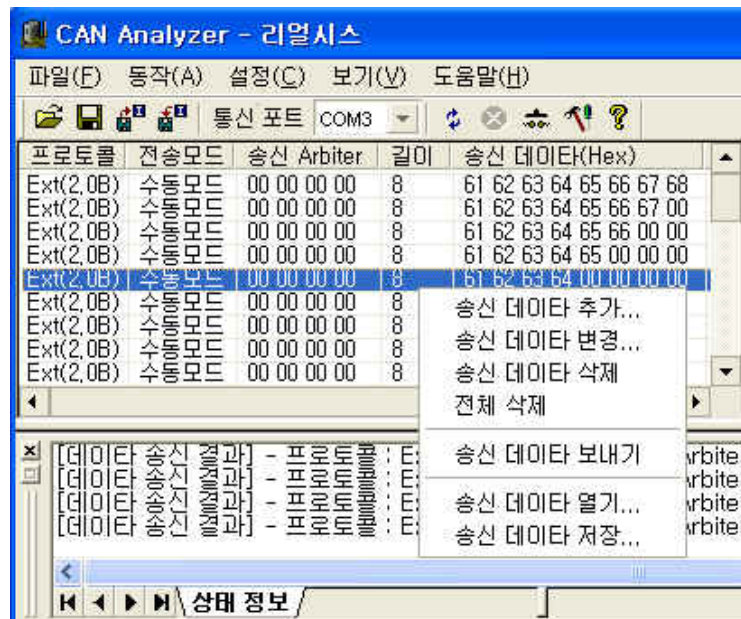 CAN Analyzer - 리얼시스
파일(F) 동작(A) 설정(C) 보기(V) 도움말(H)
통신 포트 COM3
프로토콜 전송모드 송신 Arbiter 길이 송신 데이타(Hex)
Ext(2,0B) 수동모드 00 00 00 00 8 61 62 63 64 65 66 67 68
Ext(2,0B) 수동모드 00 00 00 00 8 61 62 63 64 65 66 67 00
Ext(2,0B) 수동모드 00 00 00 00 8 61 62 63 64 65 66 00 00
Ext(2,0B) 수동모드 00 00 00 00 8 61 62 63 64 65 00 00 00
Ext(2,0B) 수동모드 00 00 00 00 8 61 62 63 64 00 00 00 00
Ext(2,0B) 수동모드 00 00 00 00 8
Ext(2,0B) 수동모드 00 00 00 00 8
Ext(2,0B) 수동모드 00 00 00 00 8
Ext(2,0B) 수동모드 00 00 00 00 8
송신 데이타 추가...
송신 데이타 변경...
송신 데이타 삭제
전체 삭제
송신 데이타 보내기
송신 데이타 열기...
송신 데이타 저장...
[데이타 송신 결과] - 프로토콜 : E rbite
[데이타 송신 결과] - 프로토콜 : E rbite
[데이타 송신 결과] - 프로토콜 : E rbite
[데이타 송신 결과] - 프로토콜 : E rbite
상태 정보